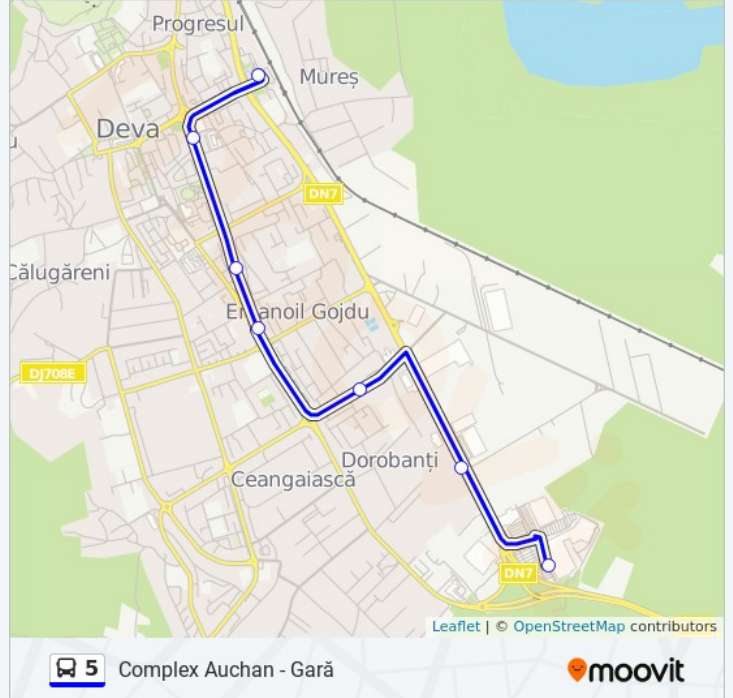 Progresul
Mureș
Deva
u
DN7
Călugăreni
Emanoil Gojdu
DJ708E
Dorobanți
Ceangaiască
DN7
Leaflet | © OpenStreetMap contributors
5 Complex Auchan - Gară
moovit